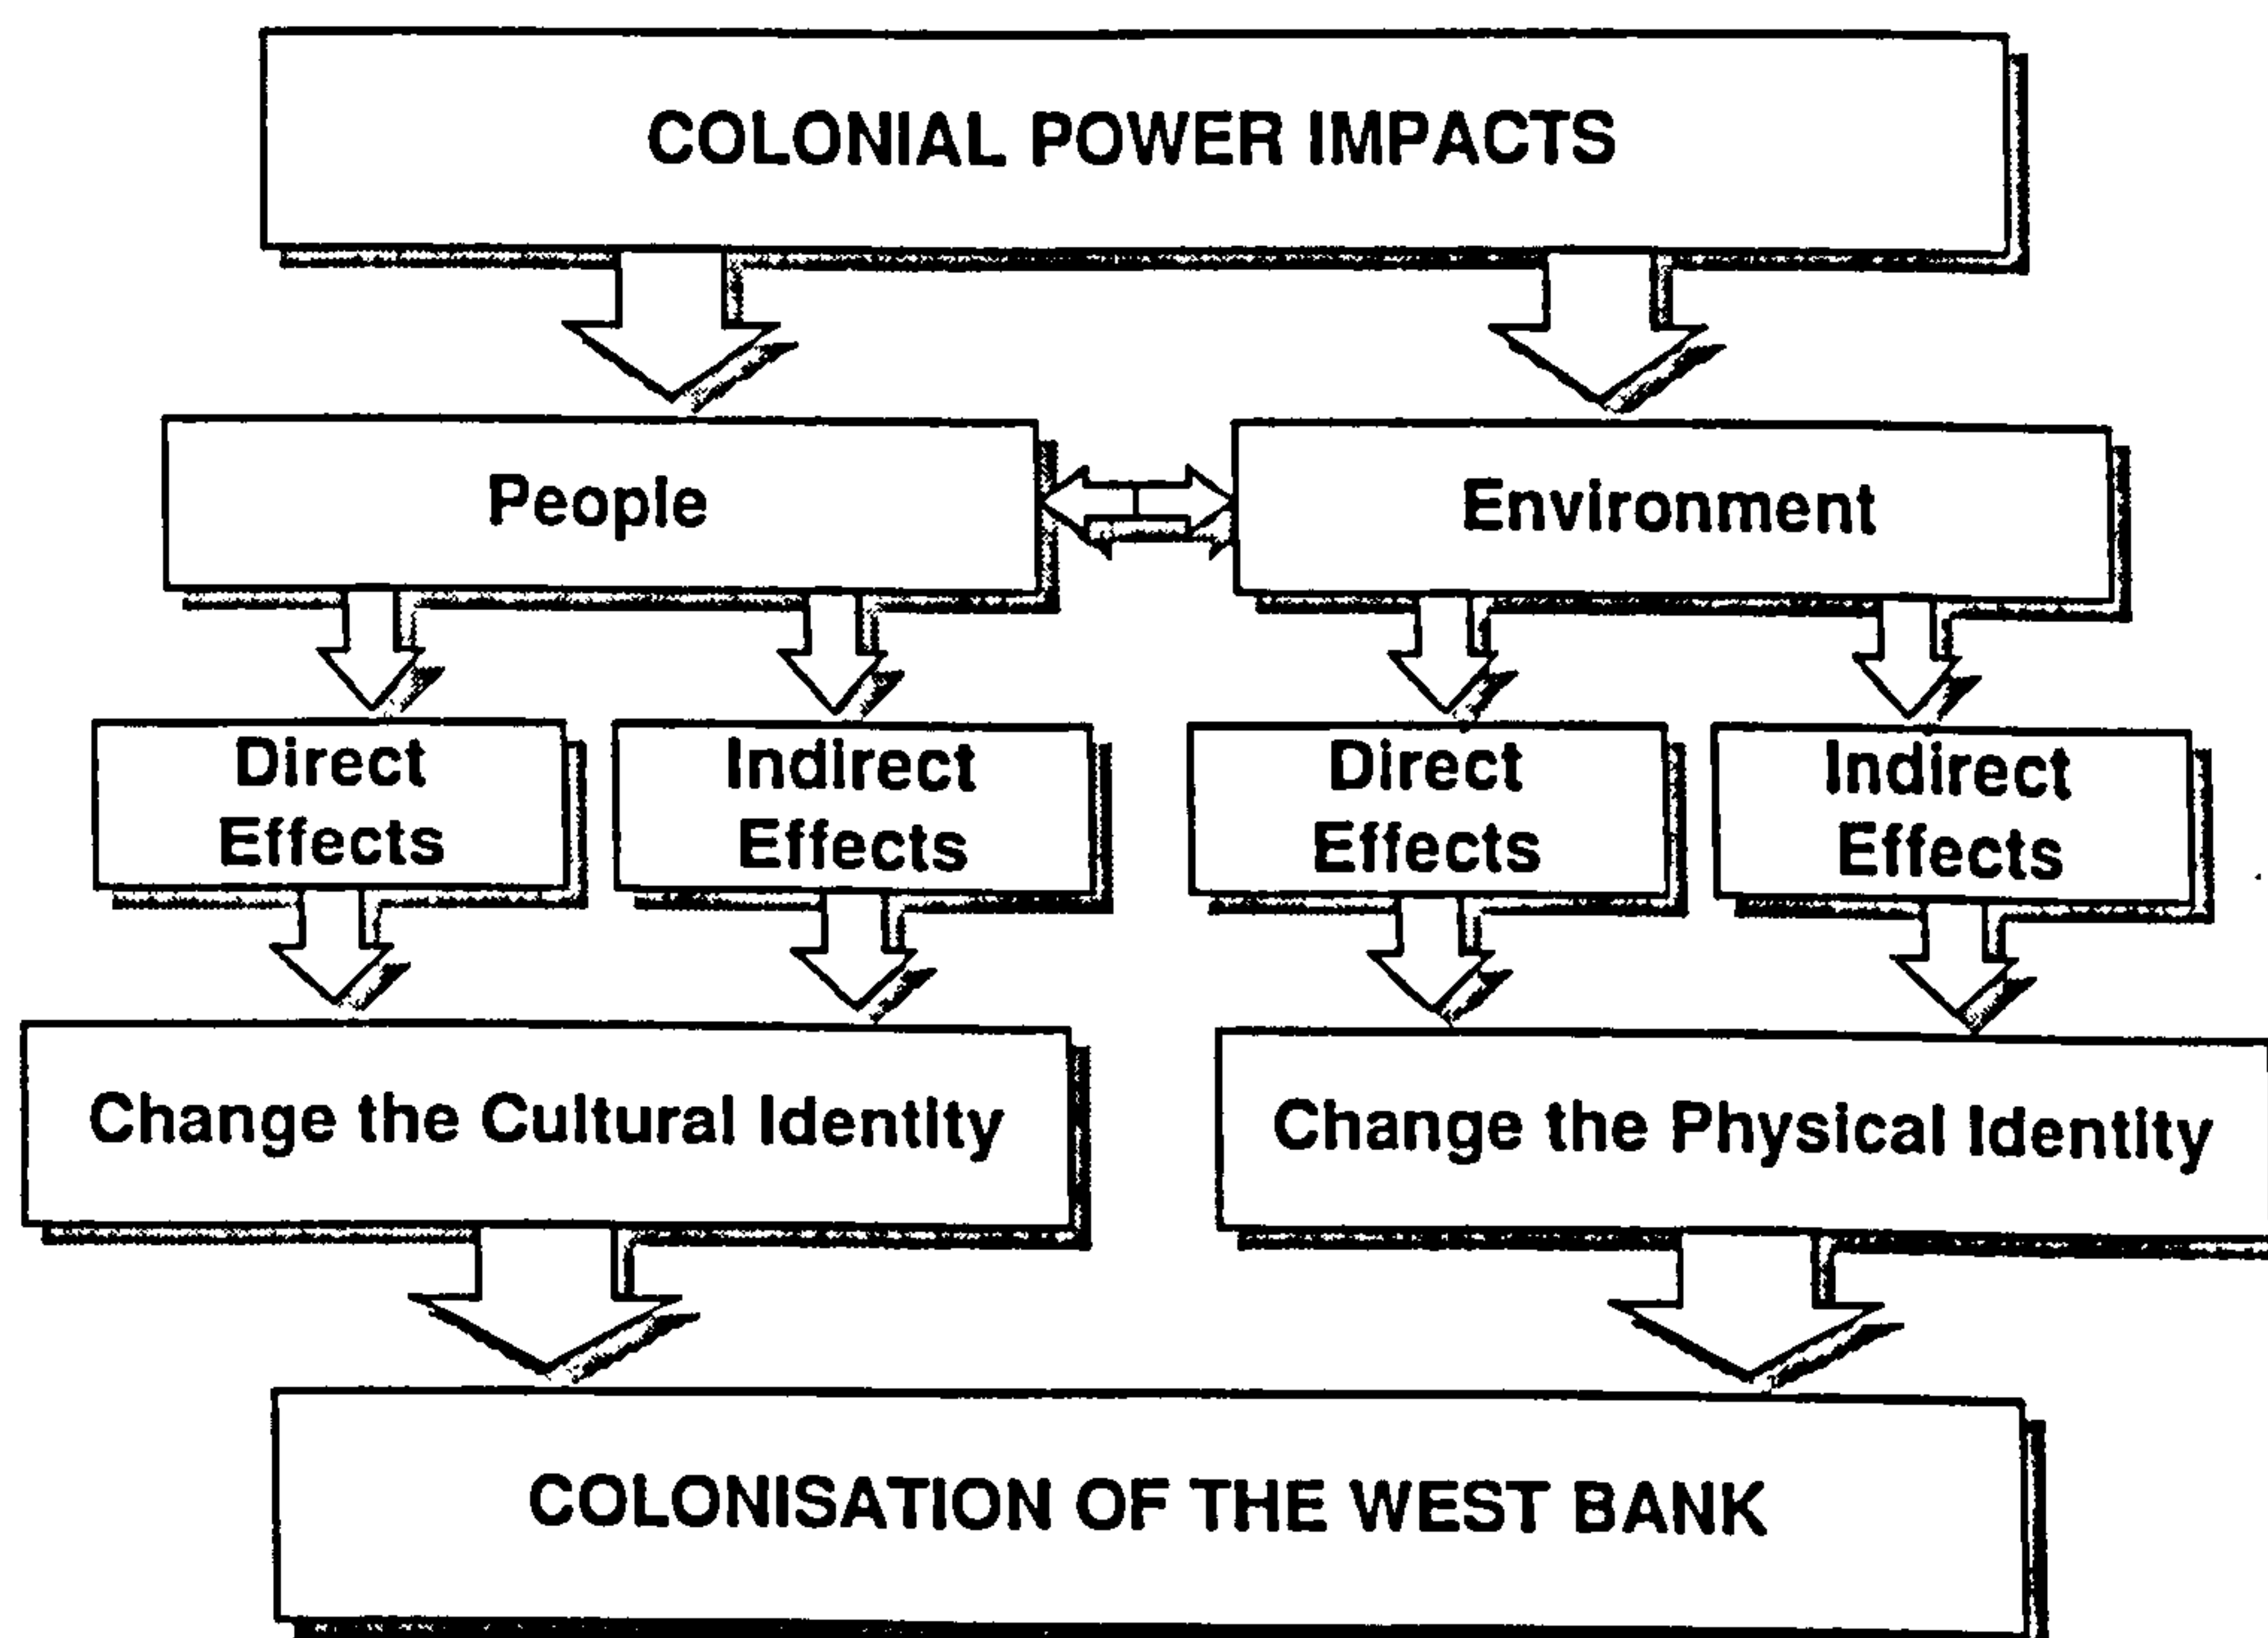 COLONIAL POWER IMPACTS
People
Environment
Direct
Effects
Indirect
Effects
Direct
Effects
Indirect
Effects
Change the Cultural Identity
Change the Physical Identity
COLONISATION OF THE WEST BANK